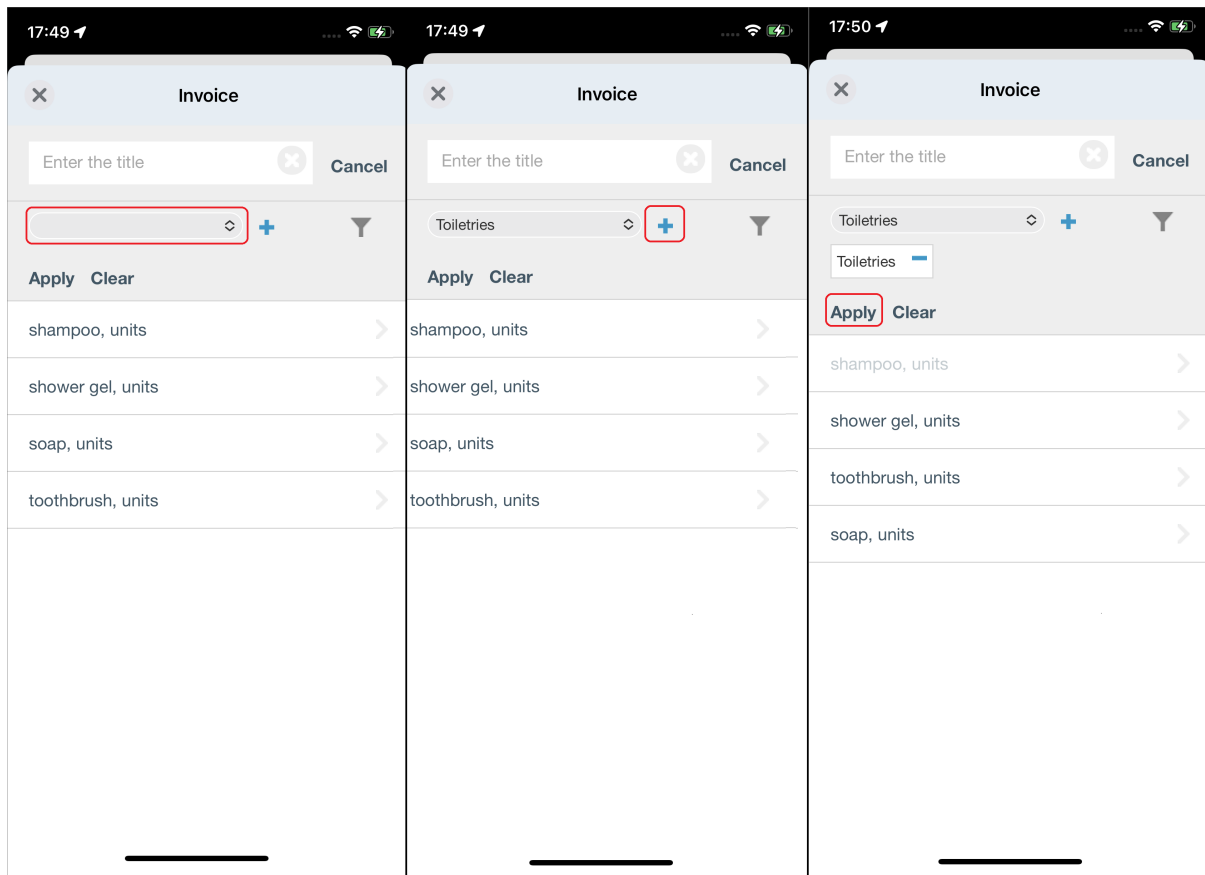 17:49
Invoice
Enter the title
Cancel
Apply Clear
shampoo, units
shower gel, units
soap, units
toothbrush, units
17:49
Invoice
Enter the title
Cancel
Toiletries
Apply Clear
shampoo, units
shower gel, units
soap, units
toothbrush, units
17:50
Invoice
Enter the title
Cancel
Toiletries
Toiletries
Apply Clear
shampoo, units
shower gel, units
toothbrush, units
soap, units